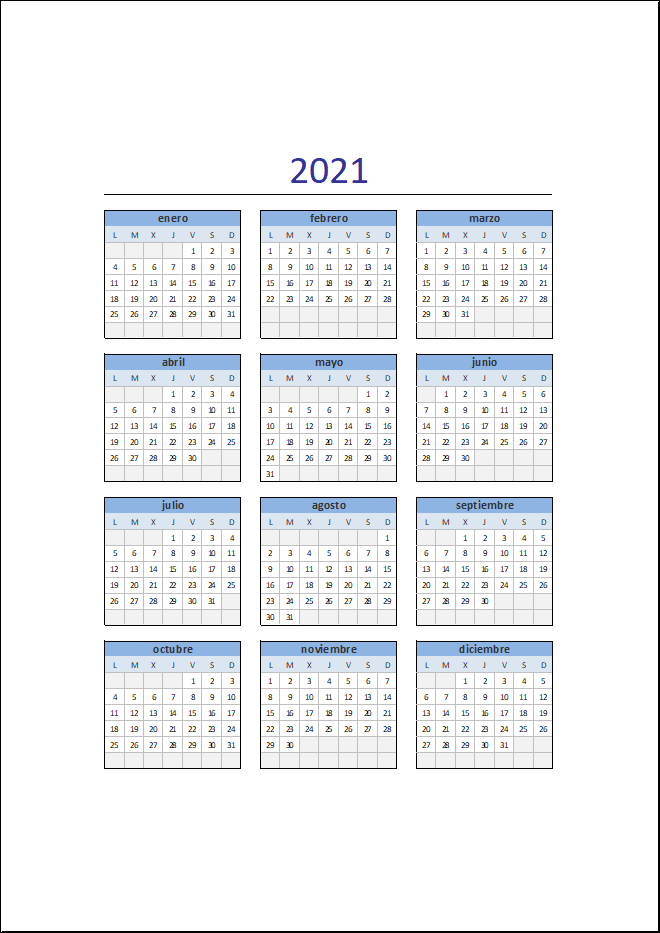 2021
enero febrero marzo
L M X J V S D L M X J V S D L M X J V S D
1 2 3 1 2 3 4 5 6 7 1 2 3 4 5 6 7
4 5 6 7 8 9 10 8 9 10 11 12 13 14 8 9 10 11 12 13 14
11 12 13 14 15 16 17 15 16 17 18 19 20 21 15 16 17 18 19 20 21
18 19 20 21 22 23 24 22 23 24 25 26 27 28 22 23 24 25 26 27 28
25 26 27 28 29 30 31 29 30 31
abril mayo junio
L M X J V S D L M X J V S D L M X J V S D
1 2 3 4 1 2 1 2 3 4 5 6
5 6 7 8 9 10 11 3 4 5 6 7 8 9 7 8 9 10 11 12 13
12 13 14 15 16 17 18 10 11 12 13 14 15 16 14 15 16 17 18 19 20
19 20 21 22 23 24 25 17 18 19 20 21 22 23 21 22 23 24 25 26 27
26 27 28 29 30 24 25 26 27 28 29 30 28 29 30
31
julio agosto septiembre
L M X J V S D L M X J V S D L M X J V S D
1 2 3 4 1 1 2 3 4 5
5 6 7 8 9 10 11 2 3 4 5 6 7 8 6 7 8 9 10 11 12
12 13 14 15 16 17 18 9 10 11 12 13 14 15 13 14 15 16 17 18 19
19 20 21 22 23 24 25 16 17 18 19 20 21 22 20 21 22 23 24 25 26
26 27 28 29 30 31 23 24 25 26 27 28 29 27 28 29 30
30 31
octubre noviembre diciembre
L M X J V S D L M X J V S D L M X J V S D
1 2 3 1 2 3 4 5 6 7 1 2 3 4 5
4 5 6 7 8 9 10 8 9 10 11 12 13 14 6 7 8 9 10 11 12
11 12 13 14 15 16 17 15 16 17 18 19 20 21 13 14 15 16 17 18 19
18 19 20 21 22 23 24 22 23 24 25 26 27 28 20 21 22 23 24 25 26
25 26 27 28 29 30 31 29 30 27 28 29 30 31